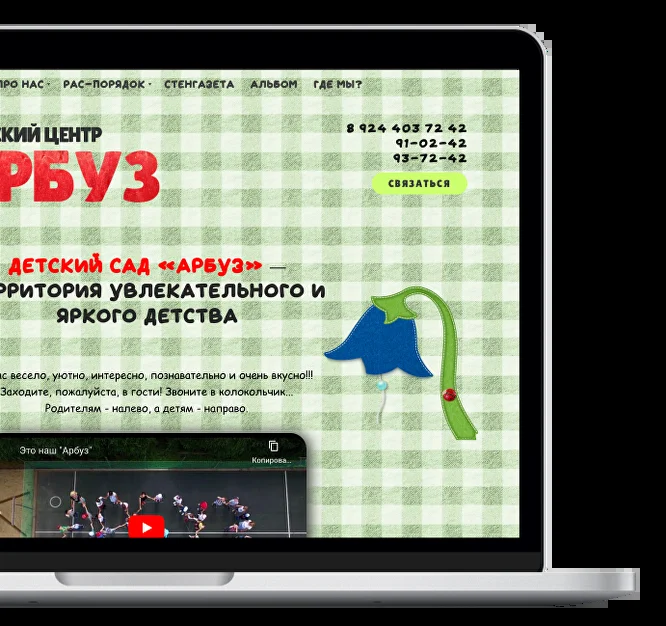 ПРО НАС РАС-ПОРЯДОК СТЕНГАЗЕТА АЛЬБОМ ГДЕ МЫ?
СКИЙ ЦЕНТР
РБУЗ
8 924 403 72 42
91-02-42
93-72-42
СВЯЗАТЬСЯ
ДЕТСКИЙ САД «АРБУЗ» —
РРИТОРИЯ УВЛЕКАТЕЛЬНОГО И
ЯРКОГО ДЕТСТВА
ас весело, уютно, интересно, познавательно и очень вкусно!!!
Заходите, пожалуйста, в гости! Звоните в колокольчик...
Родителям - налево, а детям - направо.
Это наш "Арбуз"
Копирова...